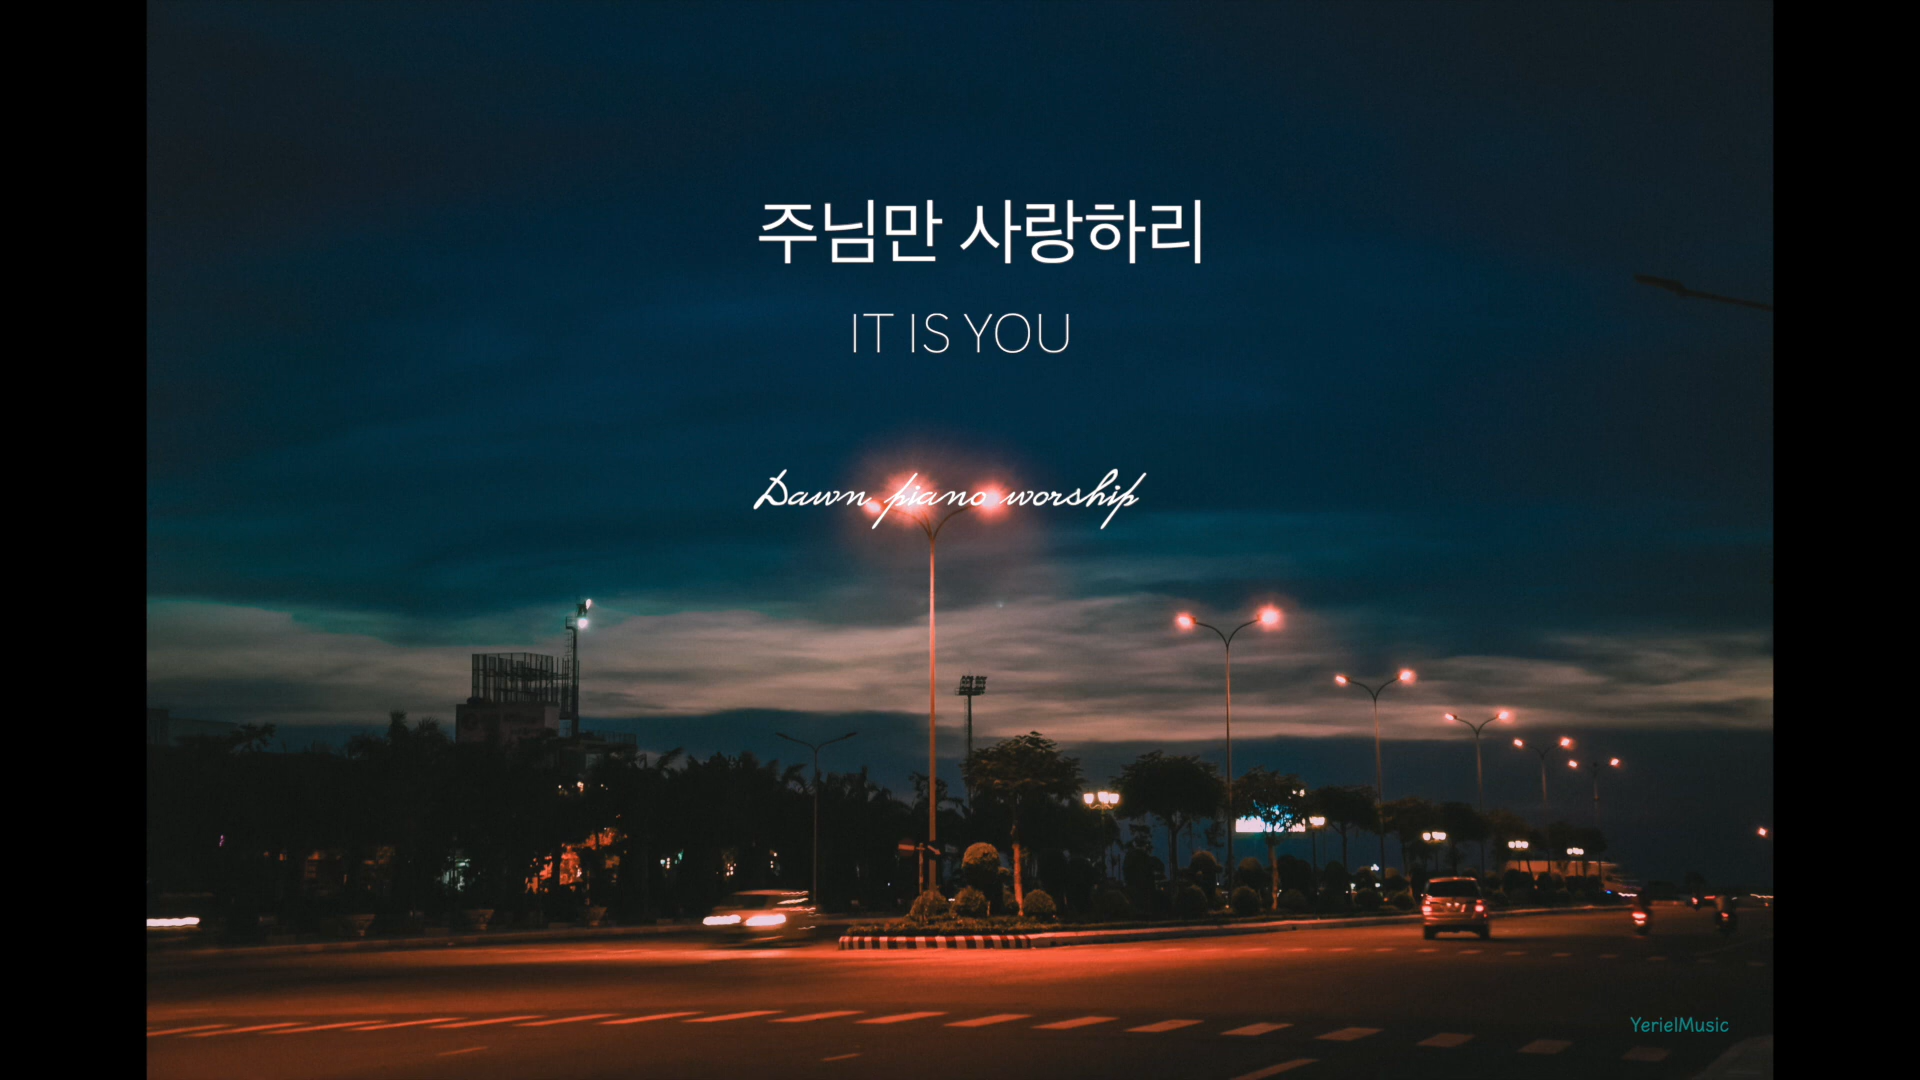 주님만 사랑하리
IT IS YOU
Dawn piano worship
YerielMusic